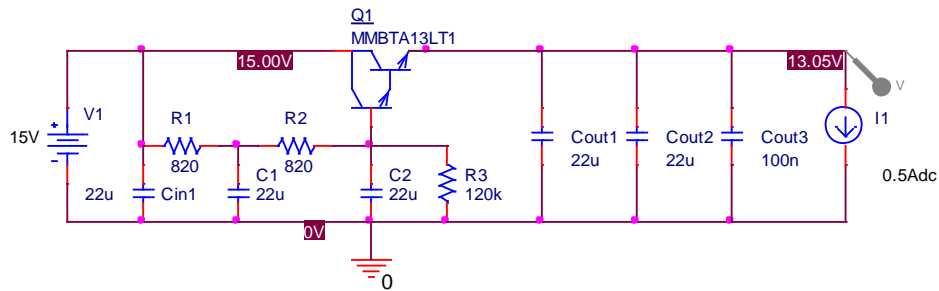 Q1
MMBTA13LT1
15.00V
13.05V
V
V1
15V
R1
820
R2
820
I1
Cout1
22u
Cout2
22u
Cout3
100n
22u
Cin1
C1
22u
C2
22u
R3
120k
0.5Adc
0V
0